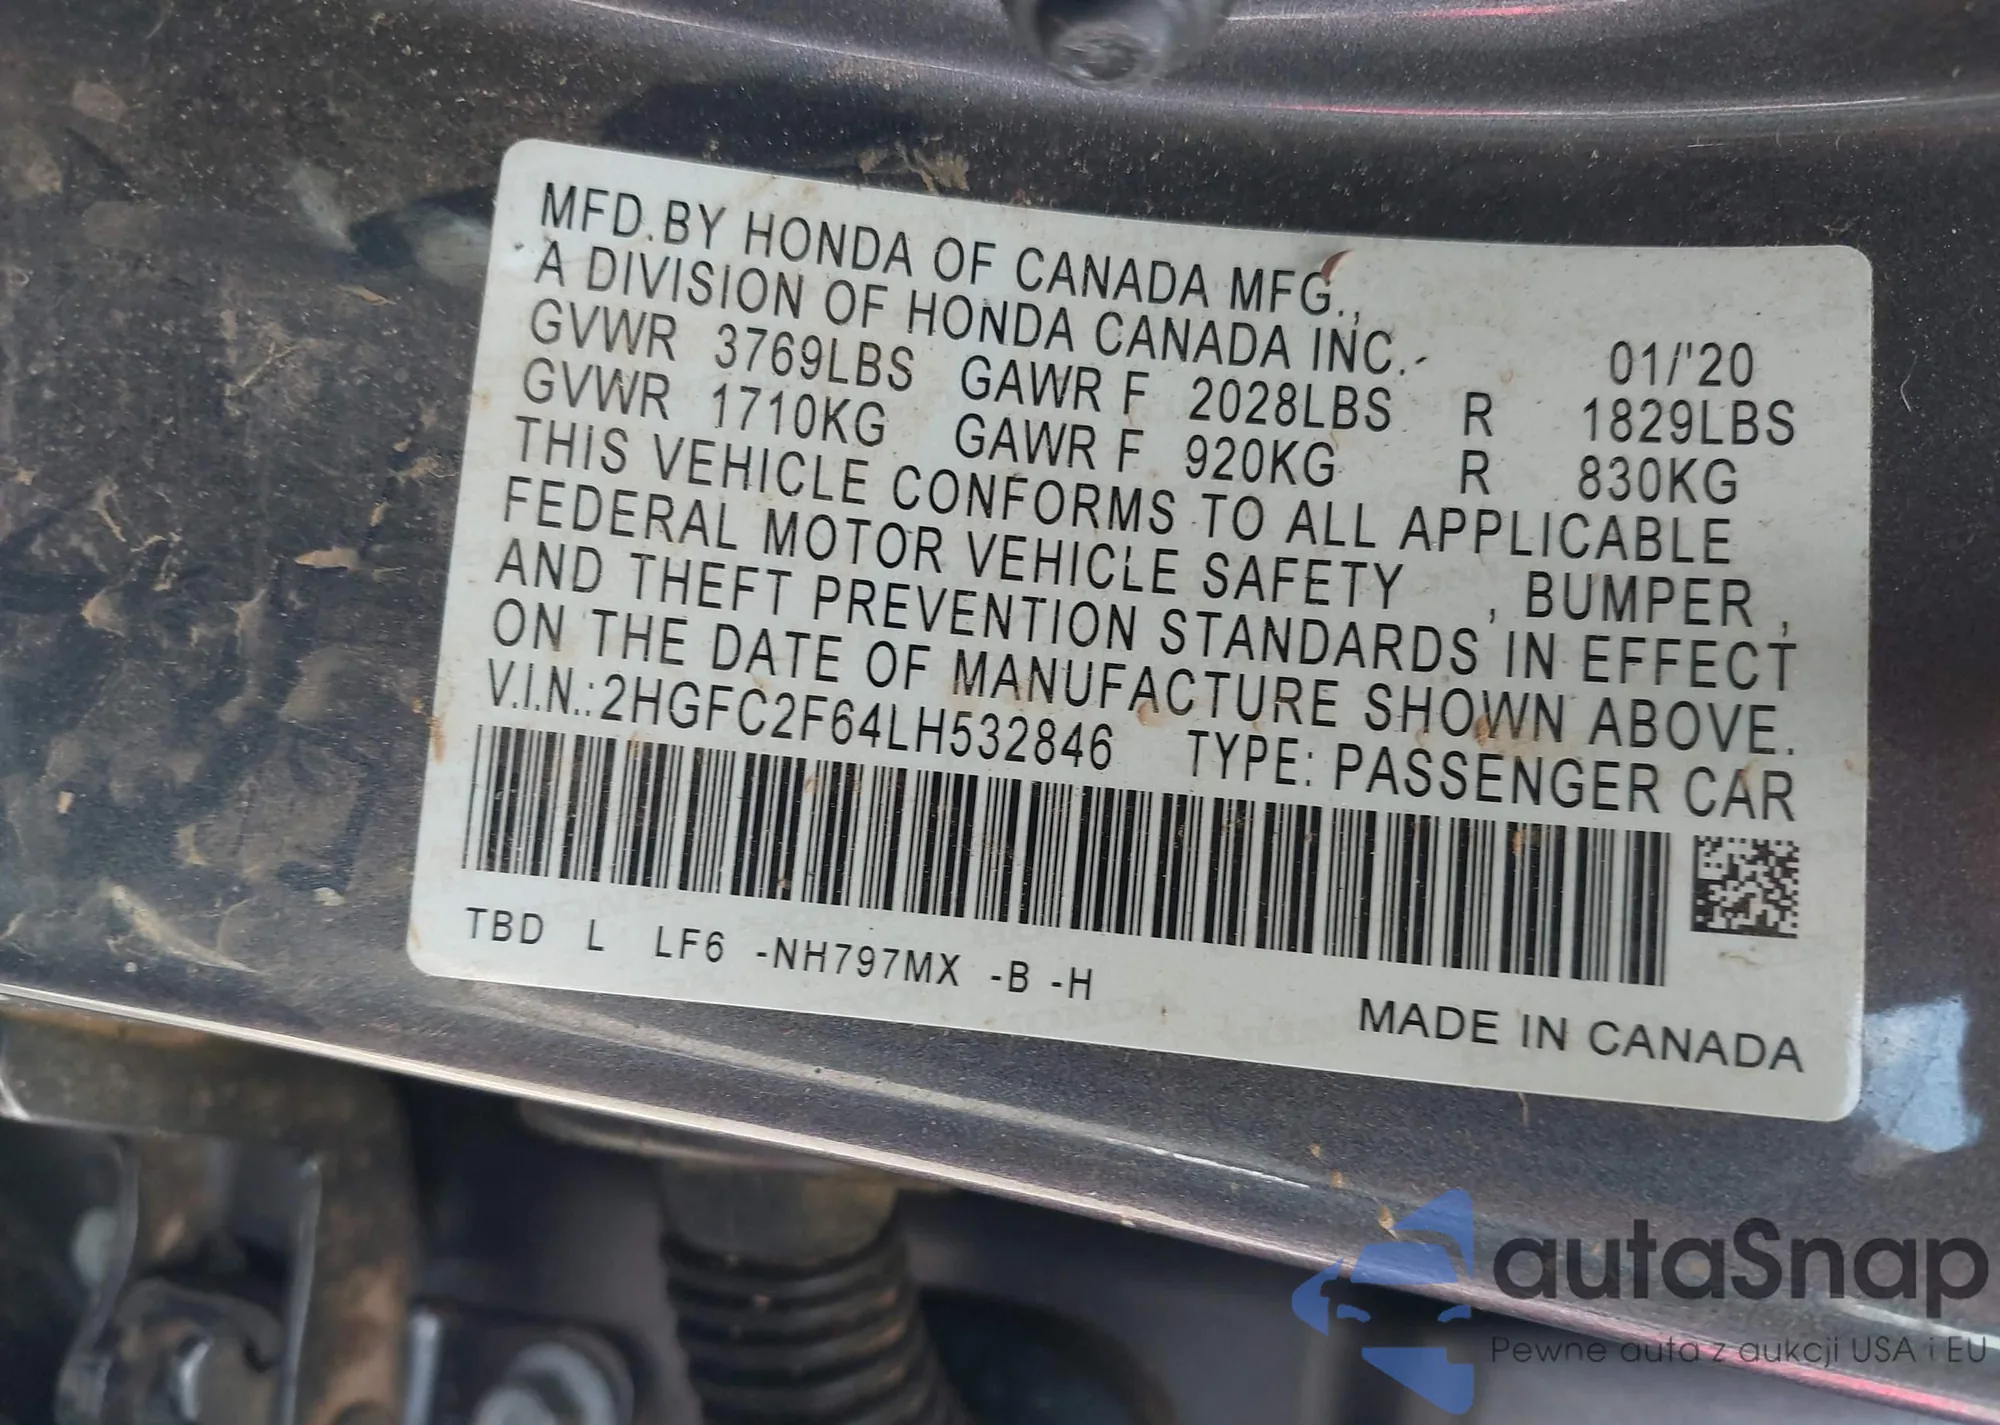 MFD.BY HONDA OF CANADA MFG.,
A DIVISION OF HONDA CANADA INC. 01/'20
GVWR 3769LBS GAWR F 2028LBS R 1829LBS
GVWR 1710KG GAWR F 920KG R 830KG
THIS VEHICLE CONFORMS TO ALL APPLICABLE
FEDERAL MOTOR VEHICLE SAFETY , BUMPER ,
AND THEFT PREVENTION STANDARDS IN EFFECT
ON THE DATE OF MANUFACTURE SHOWN ABOVE.
V.I.N.:2HGFC2F64LH532846 TYPE: PASSENGER CAR
TBD L LF6 -NH797MX -B -H
MADE IN CANADA
autaSnap
Pewne auta z aukcji USA i EU